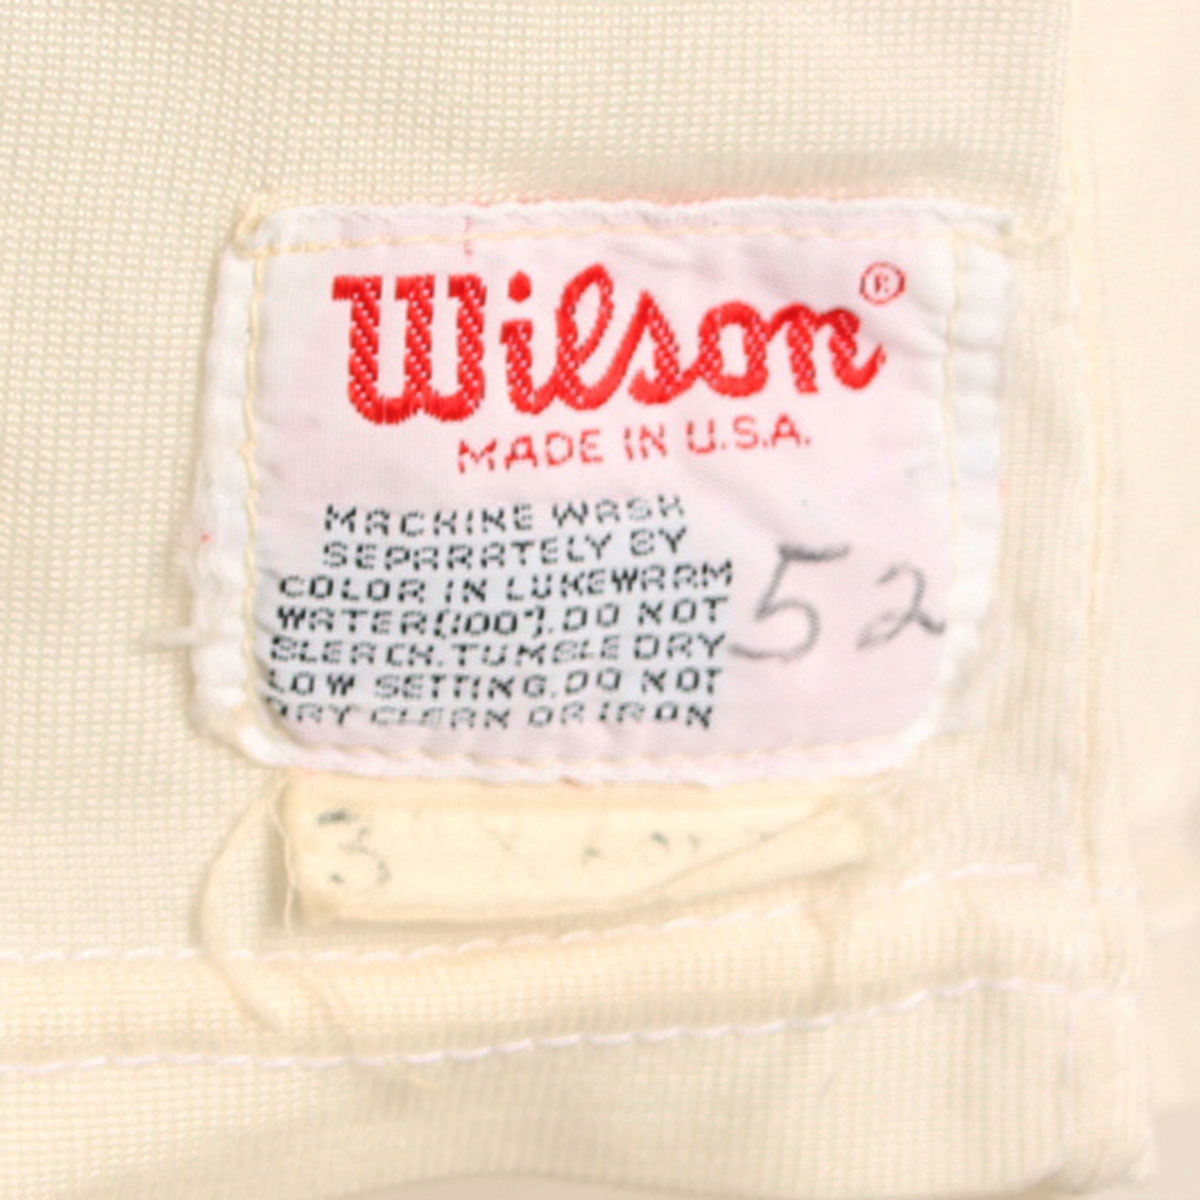 Wilson®
MADE IN U.S.A.
MACHINE WASH
SEPARATELY BY
COLOR IN LUKEWARM
WATER(100°).DO NOT
BLEACH.TUMBLE DRY
LOW SETTING.DO NOT
DRY CLEAN OR IRON
52
3